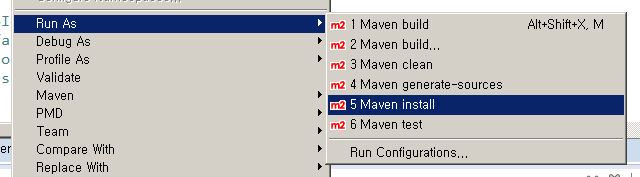 Run As
Debug As
Profile As
Validate
Maven
PMD
Team
Compare With
Replace With
m2 1 Maven build Alt+Shift+X, M
m2 2 Maven build...
m2 3 Maven clean
m2 4 Maven generate-sources
m2 5 Maven install
m2 6 Maven test
Run Configurations...